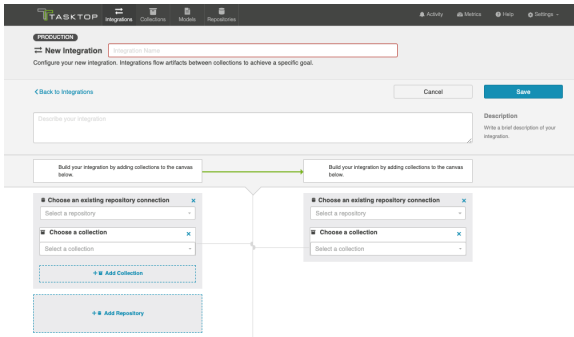 TASKTOP
Integrations
Collections
Models
Repositories
Activity
Metrics
Help
Settings
PRODUCTION
New Integration
Integration Name
Configure your new integration. Integrations flow artifacts between collections to achieve a specific goal.
Back to Integrations
Cancel
Save
Describe your integration
Description
Write a brief description of your
integration.
Build your integration by adding collections to the canvas
below.
Build your integration by adding collections to the canvas
below.
Choose an existing repository connection
Select a repository
Choose a collection
Select a collection
+ Add Collection
+ Add Repository
Choose an existing repository connection
Select a repository
Choose a collection
Select a collection